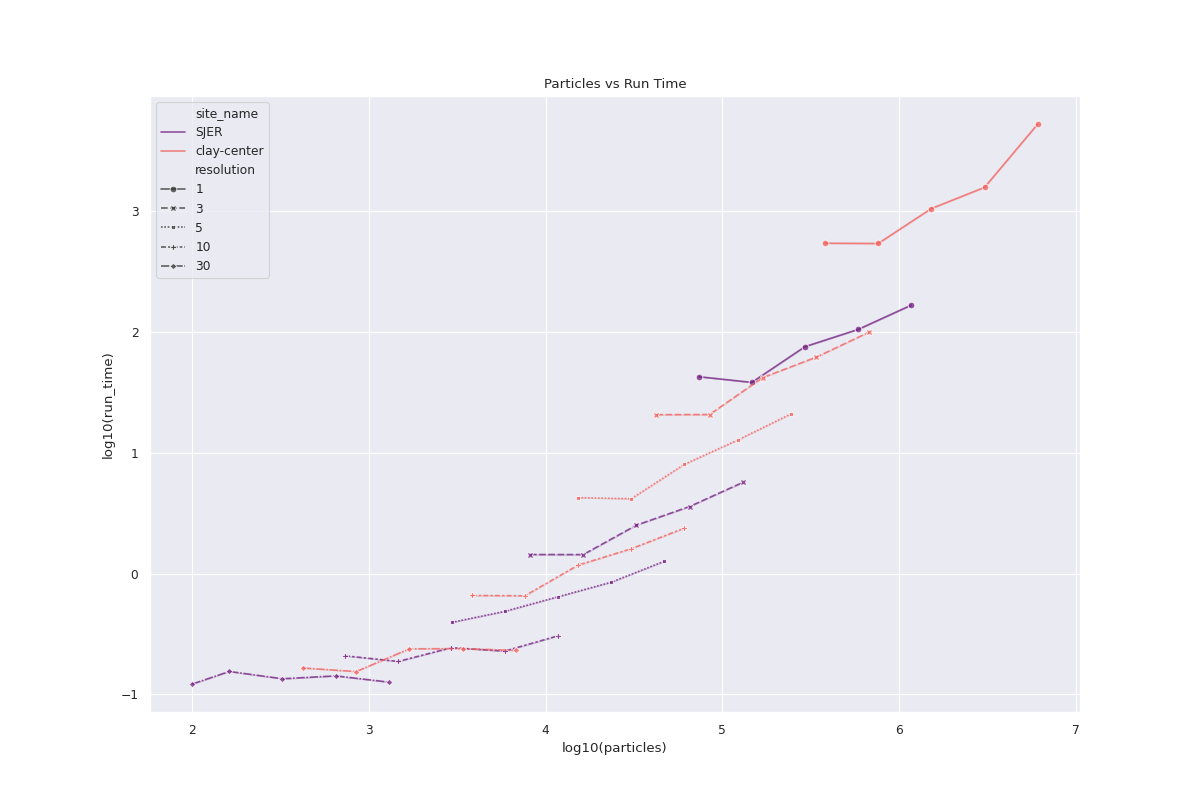 Particles vs Run Time
site_name
SJER
clay-center
resolution
1
3
5
10
30
3
2
1
0
−1
log10(run_time)
2 3 4 5 6 7
log10(particles)